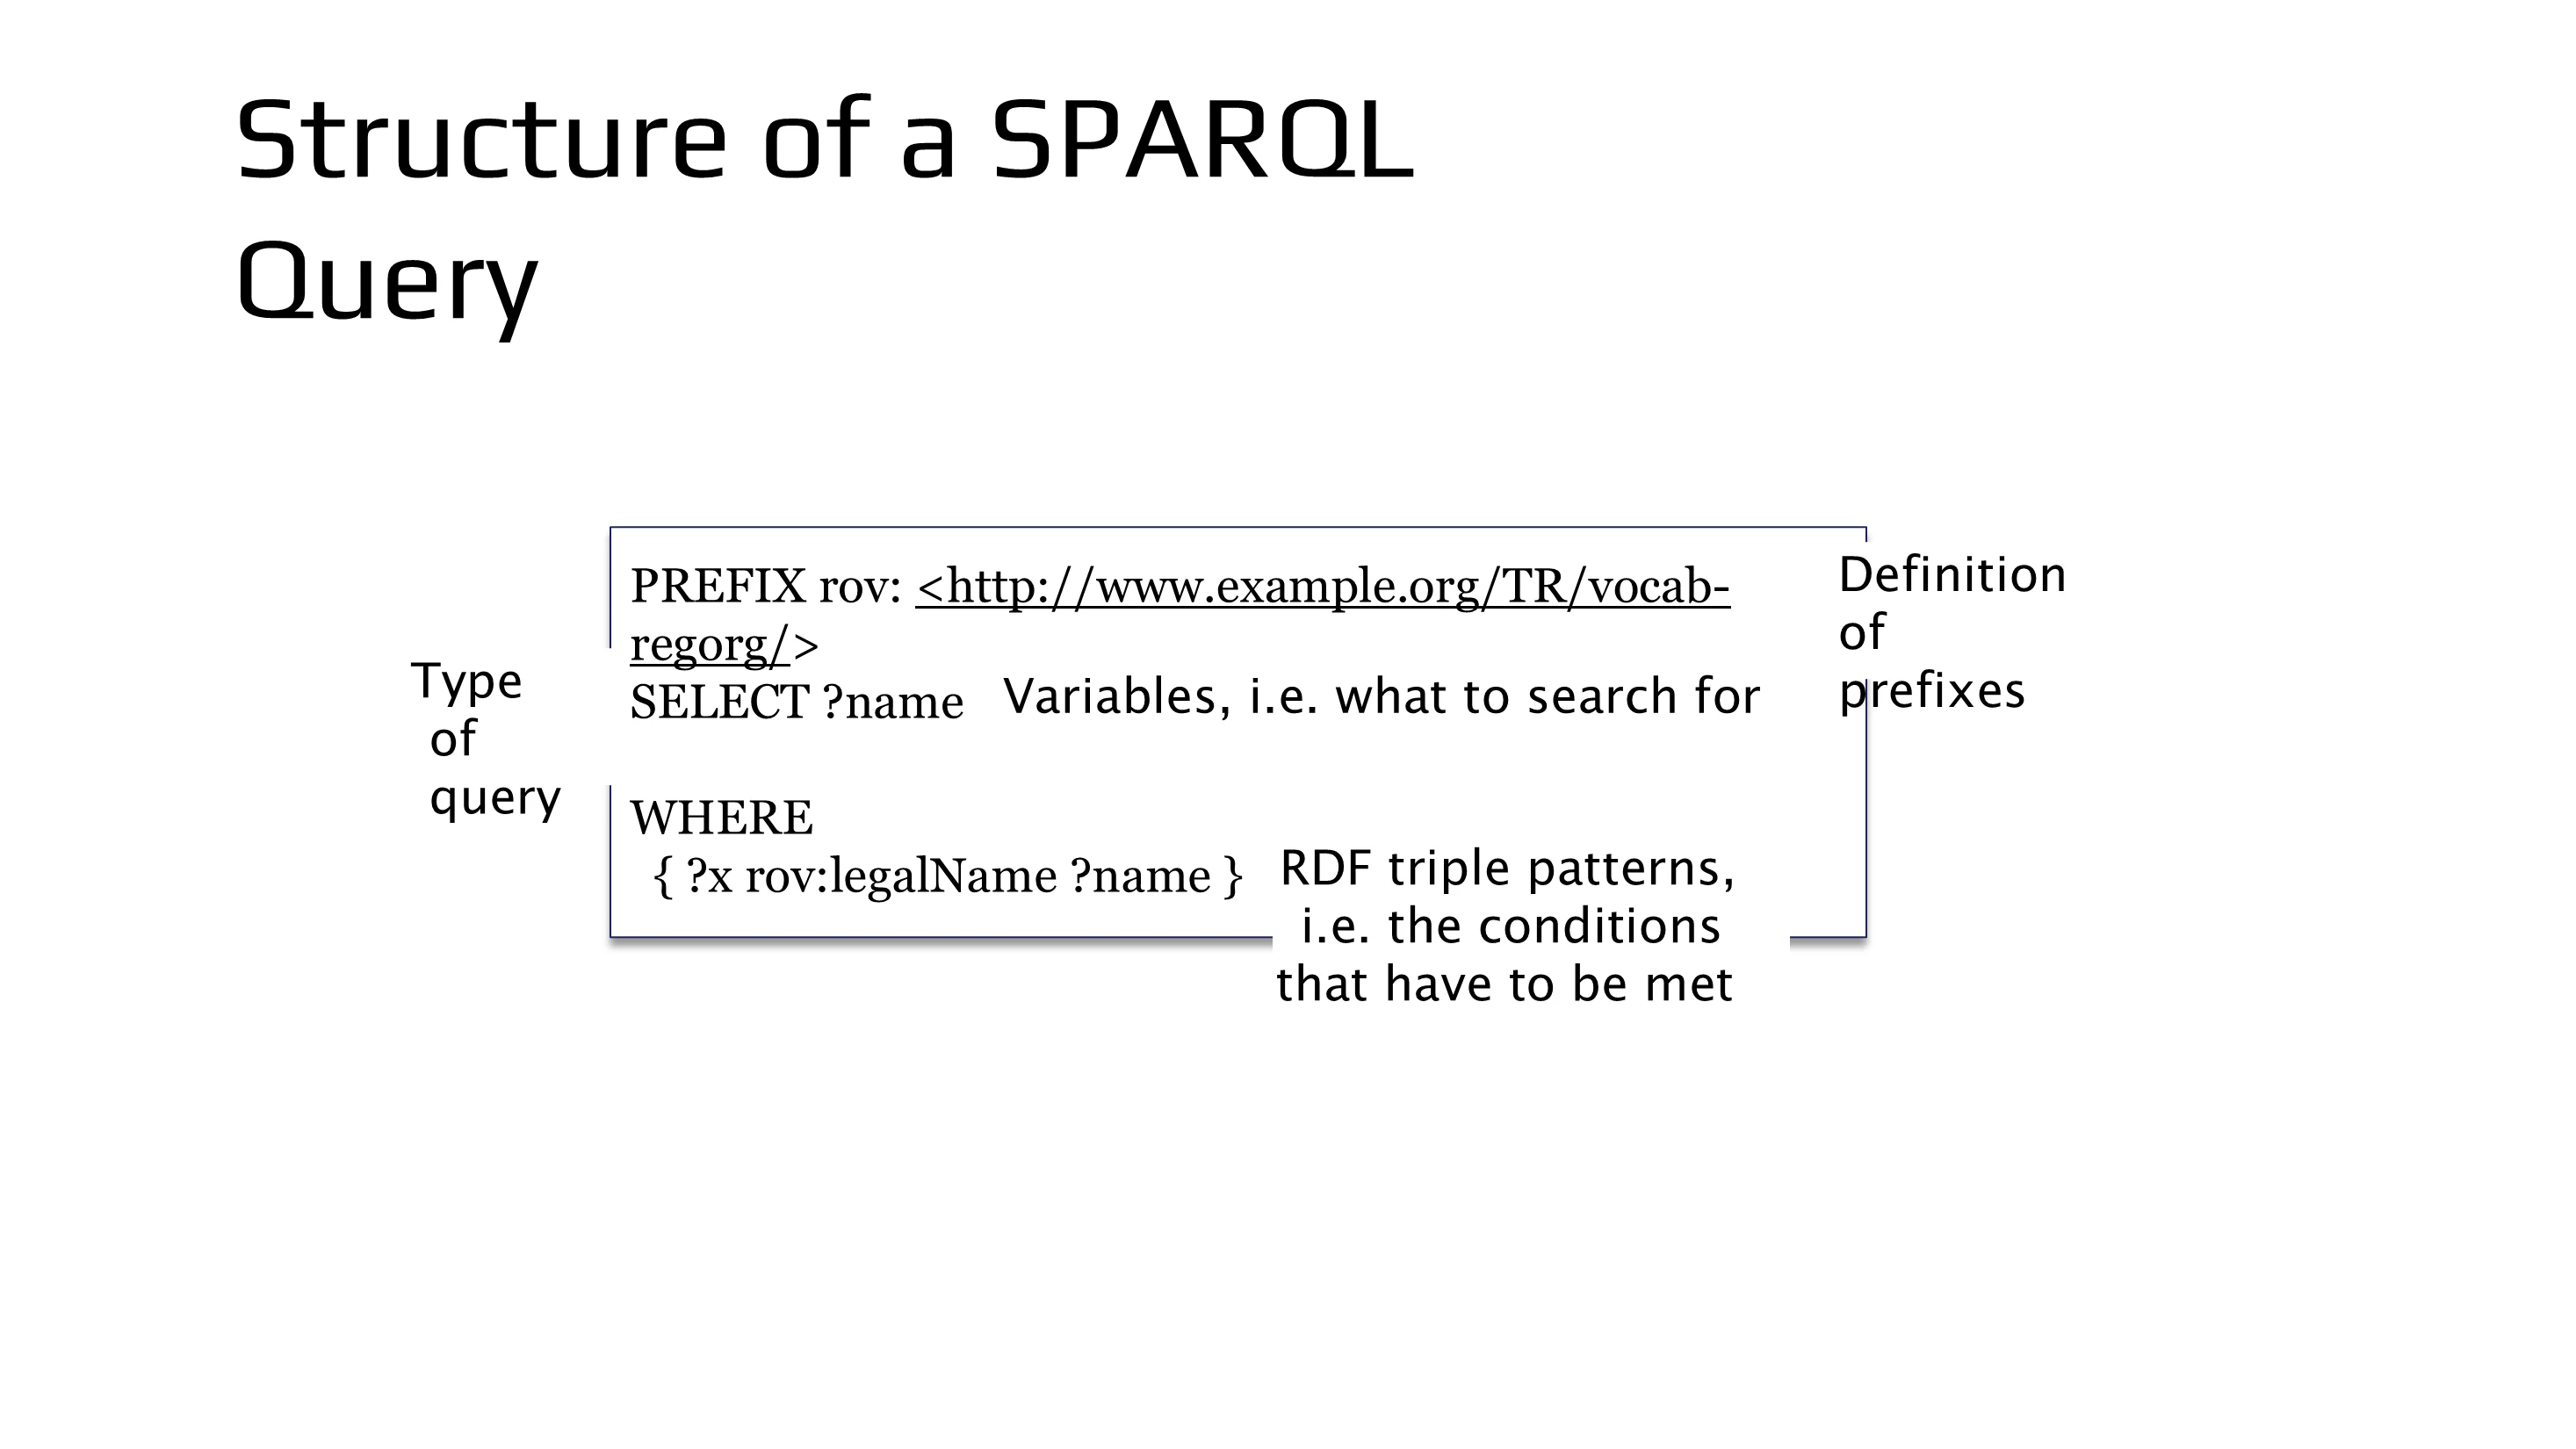 Structure of a SPARQL
Query
PREFIX rov: <http://www.example.org/TR/vocab-
regorg/>
SELECT ?name
Variables, i.e. what to search for
Definition
of
prefixes
Type
of
query
WHERE
{ ?x rov:legalName ?name }
RDF triple patterns,
i.e. the conditions
that have to be met